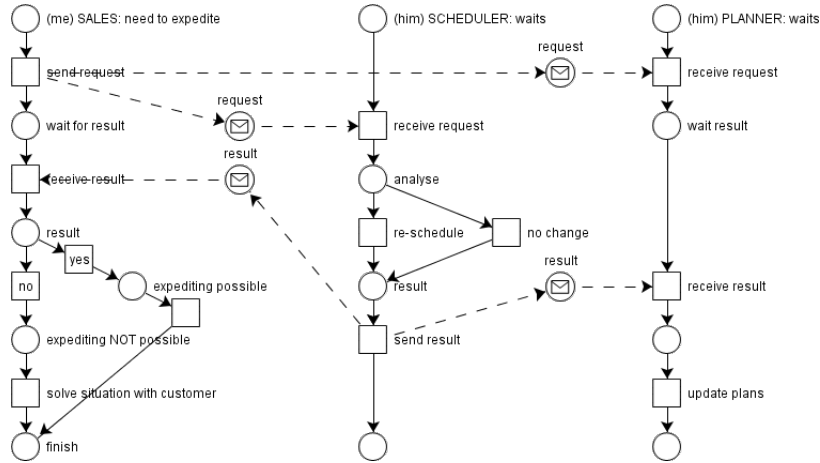 (me) SALES: need to expedite
(him) SCHEDULER: waits
(him) PLANNER: waits
request
send request
receive request
request
wait for result
receive request
wait result
result
receive result
analyse
result
re-schedule
no change
yes
result
no
expediting possible
result
receive result
expediting NOT possible
send result
solve situation with customer
update plans
finish